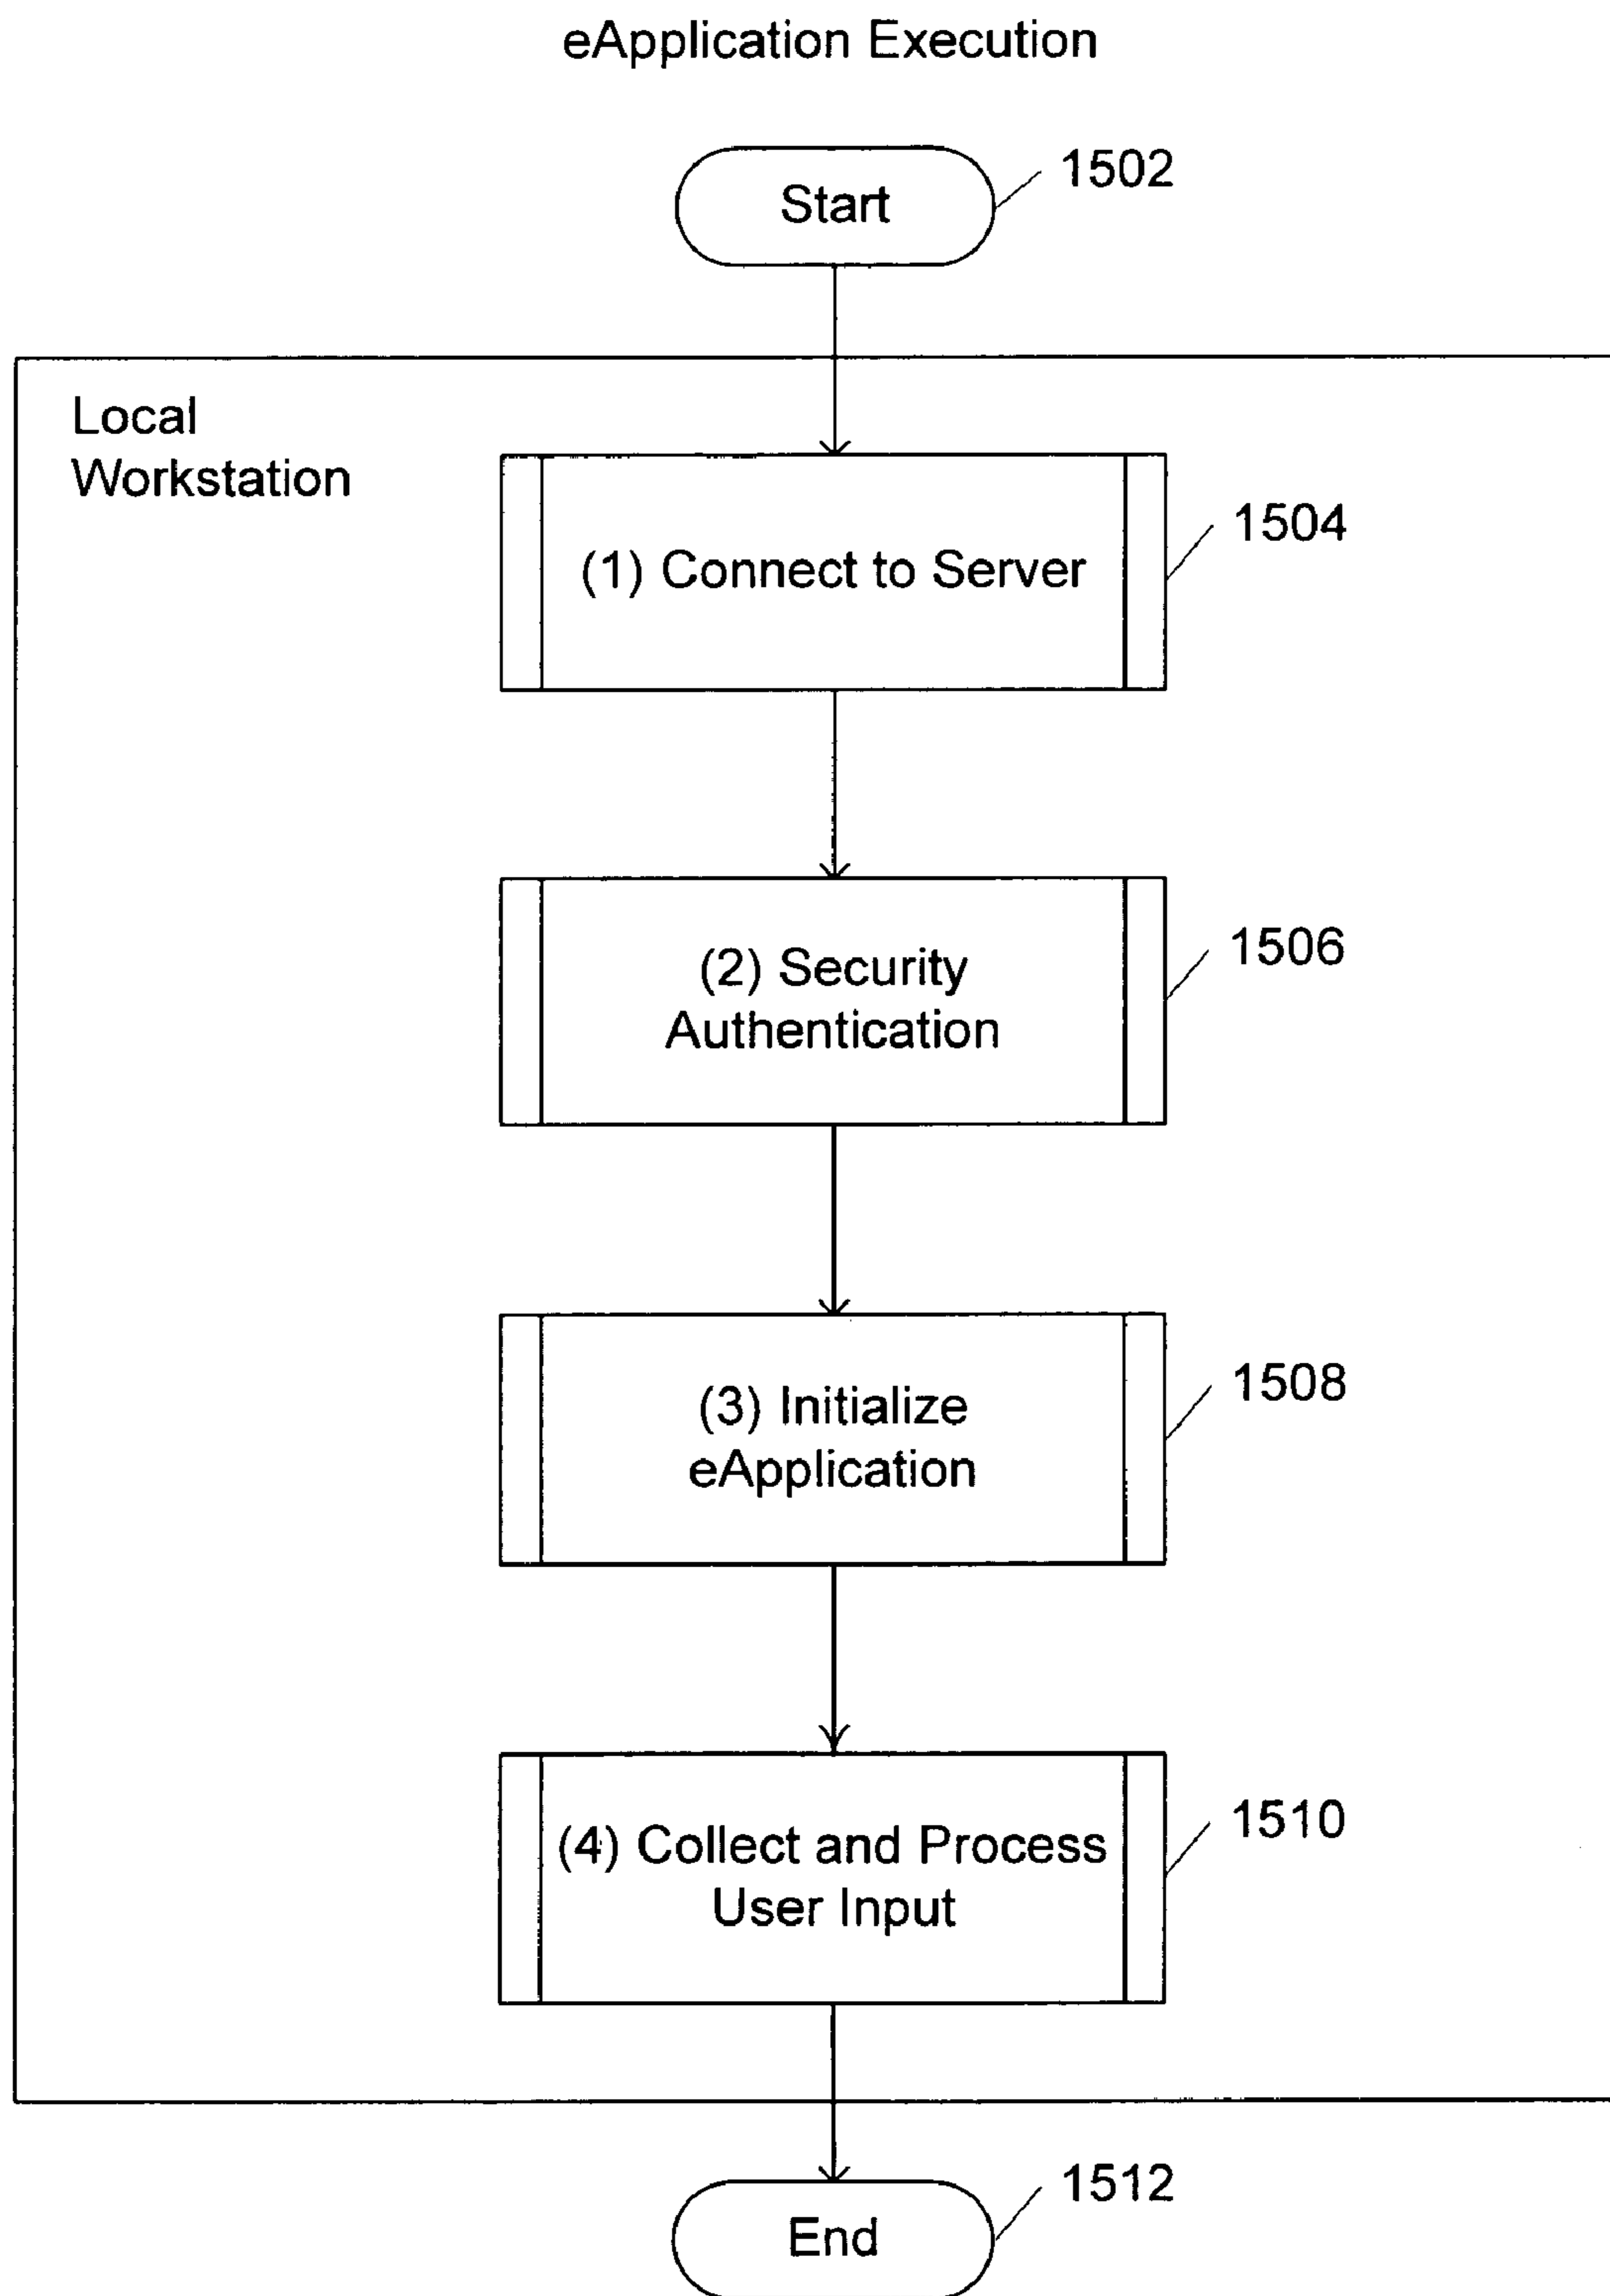 eApplication Execution
Start
1502
Local
Workstation
(1) Connect to Server
1504
(2) Security
Authentication
1506
(3) Initialize
eApplication
1508
(4) Collect and Process
User Input
1510
End
1512